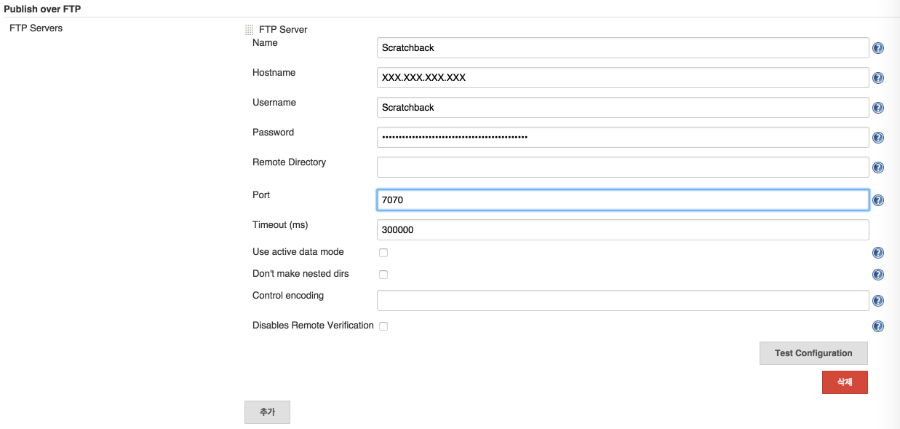 Publish over FTP
FTP Servers
FTP Server
Name
Scratchback
Hostname
XXX.XXX.XXX.XXX
Username
Scratchback
Password
••••••••••••••••••••••••••••••••••••••••••••
Remote Directory
Port
7070
Timeout (ms)
300000
Use active data mode
Don't make nested dirs
Control encoding
Disables Remote Verification
Test Configuration
삭제
추가